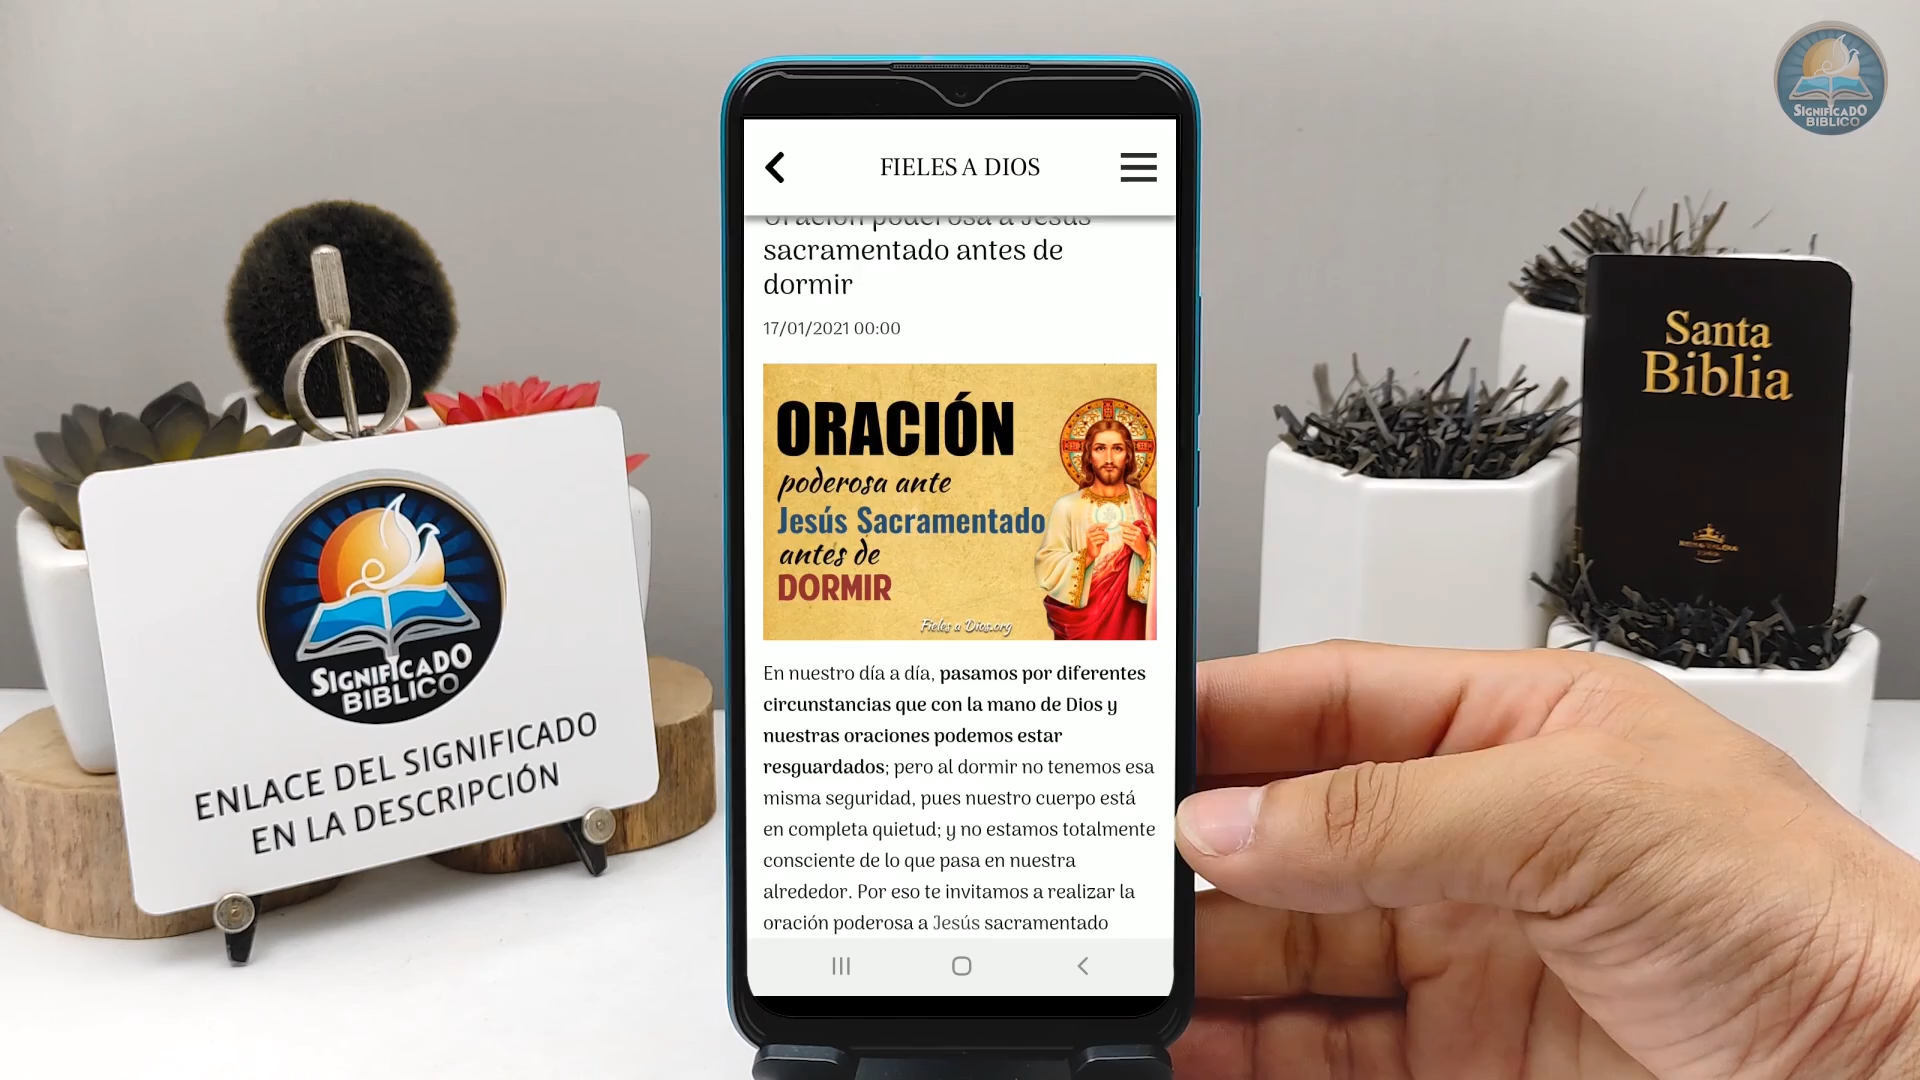 SIGNIFICADO
BIBLICO
FIELES A DIOS
Oración poderosa a Jesús
sacramentado antes de
dormir
17/01/2021 00:00
ORACIÓN
poderosa ante
Jesús Sacramentado
antes de
DORMIR
Fieles a Dios.org
En nuestro día a día, pasamos por diferentes
circunstancias que con la mano de Dios y
nuestras oraciones podemos estar
resguardados; pero al dormir no tenemos esa
misma seguridad, pues nuestro cuerpo está
en completa quietud; y no estamos totalmente
consciente de lo que pasa en nuestra
alrededor. Por eso te invitamos a realizar la
oración poderosa a Jesús sacramentado
SIGNIFICADO
BIBLICO
ENLACE DEL SIGNIFICADO
EN LA DESCRIPCIÓN
Santa
Biblia